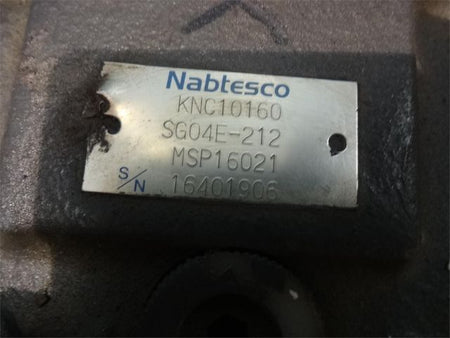 Nabtesco
KNC10160
SG04E-212
MSP16021
S/N 16401906